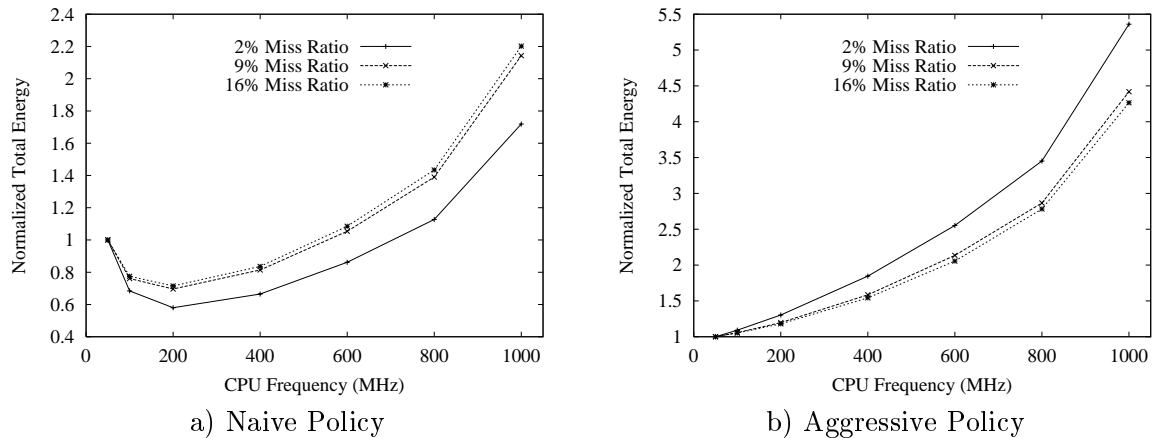 Normalized Total Energy
2.4
2.2
2
1.8
1.6
1.4
1.2
1
0.8
0.6
0.4
2% Miss Ratio
9% Miss Ratio
16% Miss Ratio
0 200 400 600 800 1000
CPU Frequency (MHz)
a) Naive Policy
Normalized Total Energy
5.5
5
4.5
4
3.5
3
2.5
2
1.5
1
2% Miss Ratio
9% Miss Ratio
16% Miss Ratio
0 200 400 600 800 1000
CPU Frequency (MHz)
b) Aggressive Policy